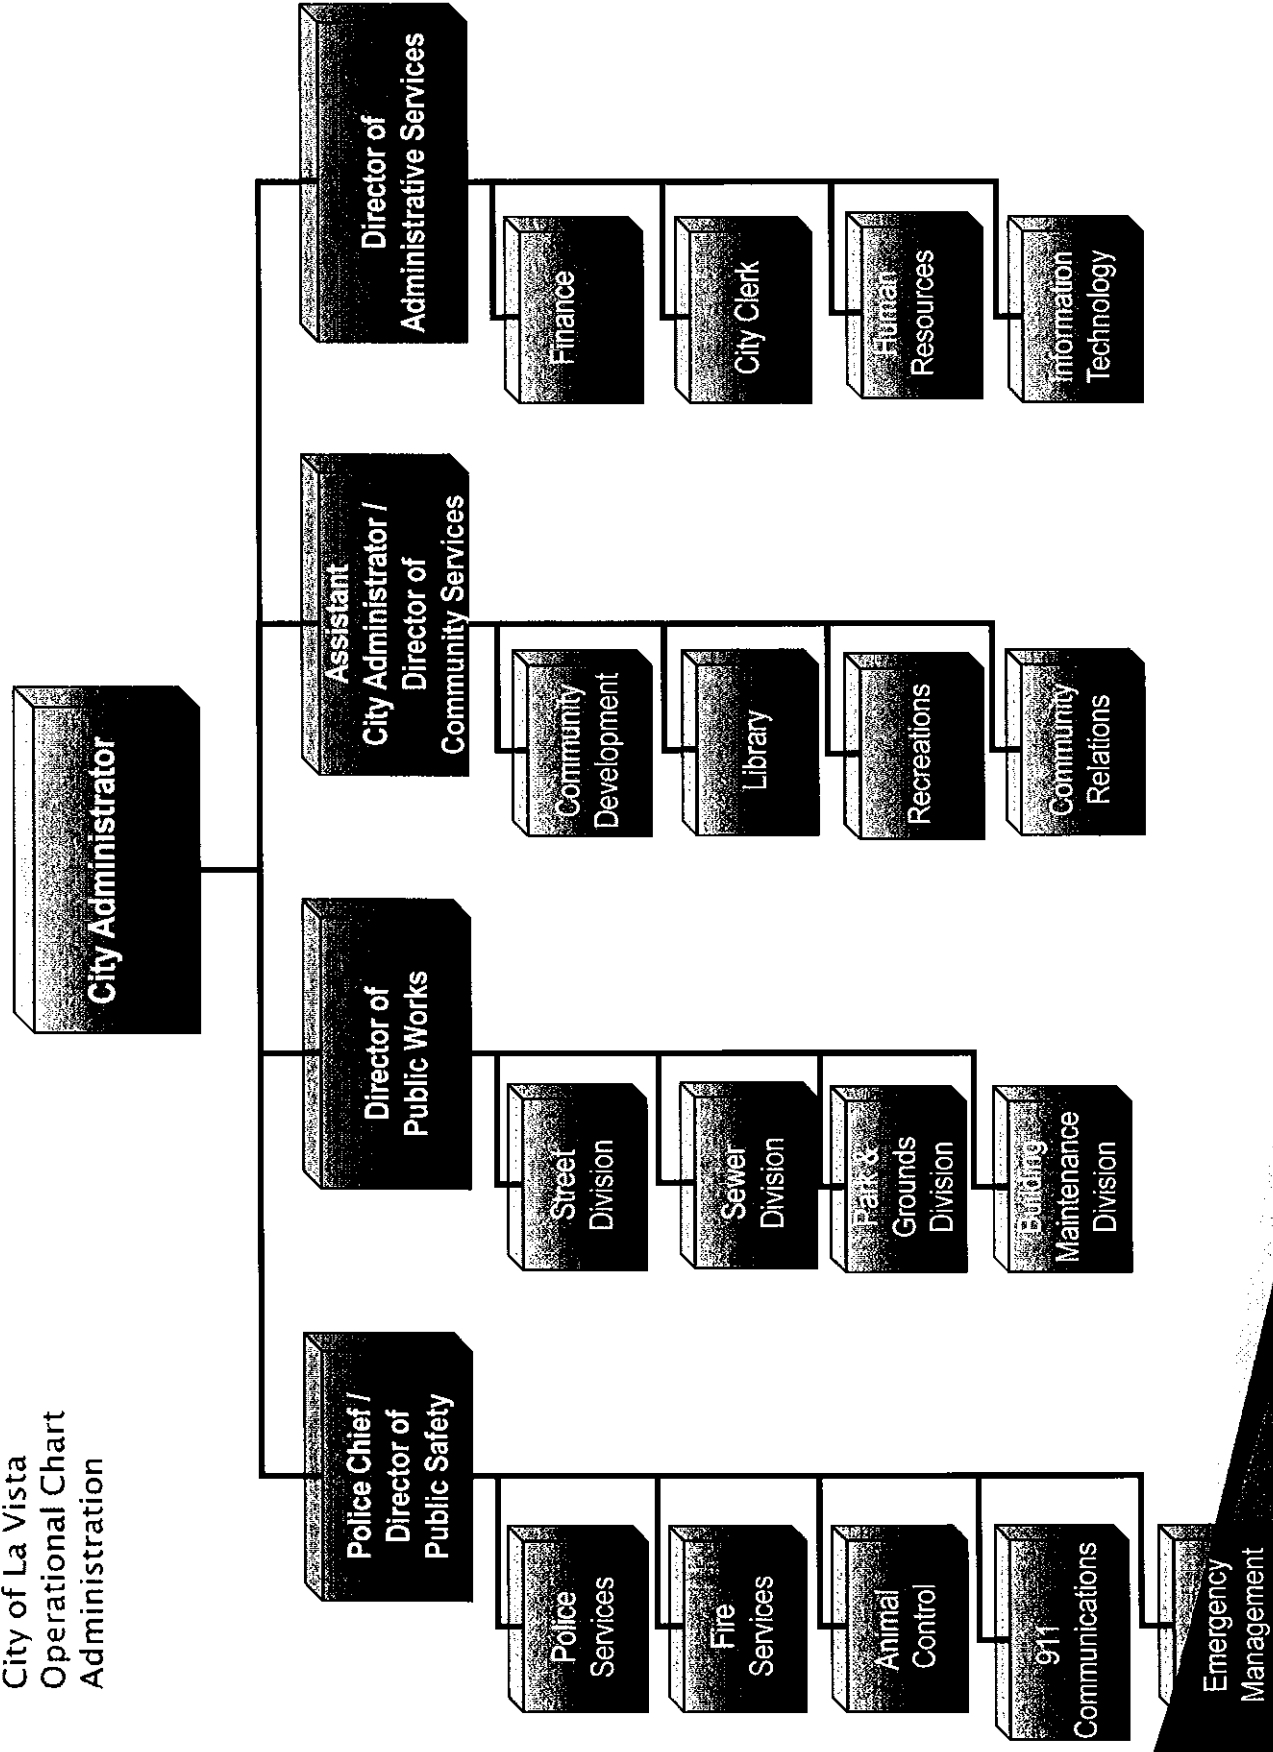 City of La Vista
Operational Chart
Administration
City Administrator
Police Chief /
Director of
Public Safety
Police
Services
Fire
Services
Animal
Control
911
Communications
Emergency
Management
Director of
Public Works
Street
Division
Sewer
Division
Park &
Grounds
Division
Building
Maintenance
Division
Assistant
City Administrator /
Director of
Community Services
Community
Development
Library
Recreations
Community
Relations
Director of
Administrative Services
Finance
City Clerk
Human
Resources
Information
Technology